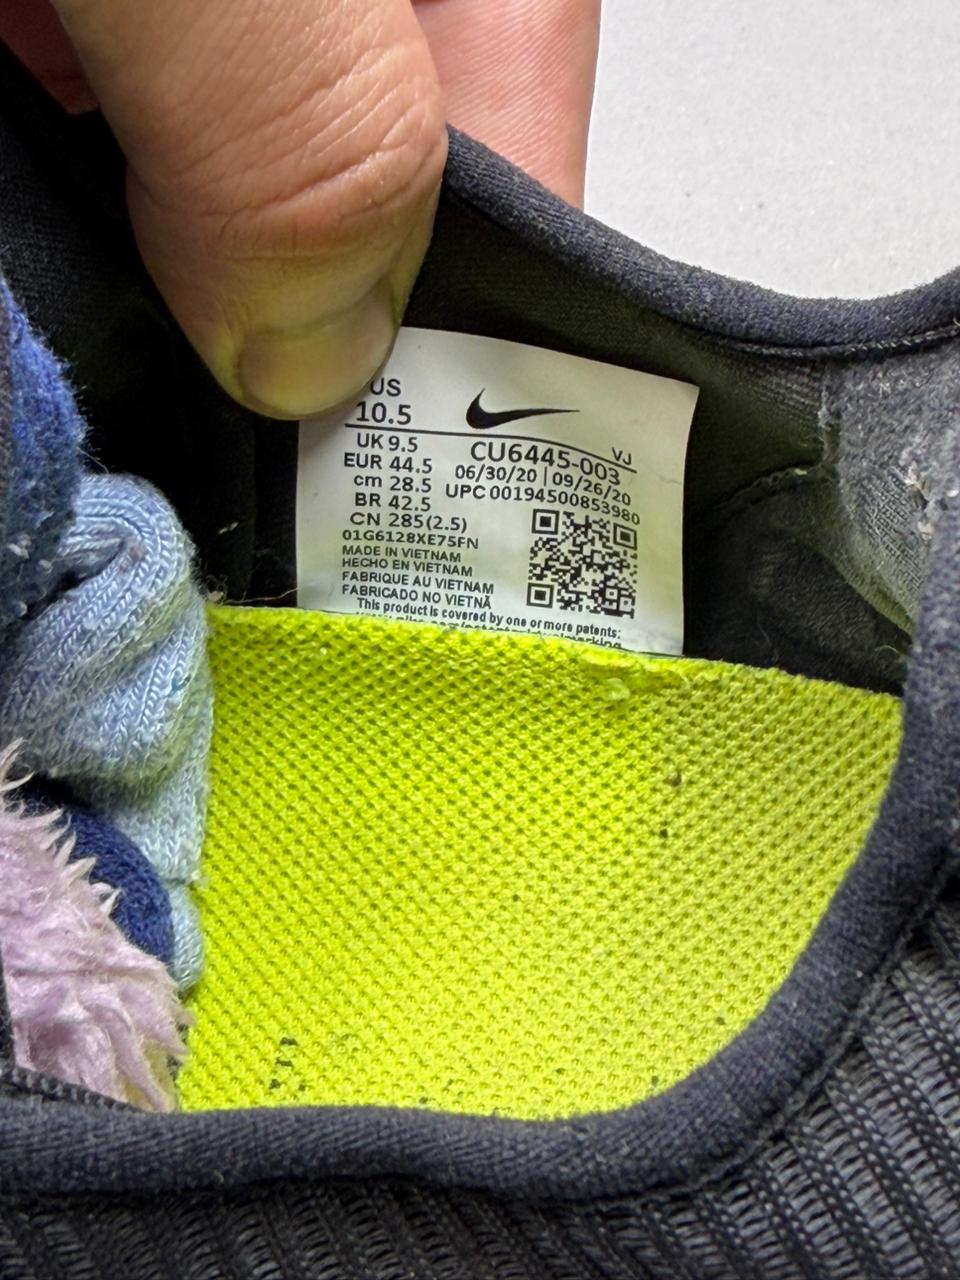 US
10.5
UK 9.5
EUR 44.5
cm 28.5
BR 42.5
CN 285(2.5)
01G6128XE75FN
MADE IN VIETNAM
HECHO EN VIETNAM
FABRIQUE AU VIETNAM
FABRICADO NO VIETNÃ
This product is covered by one or more patents:
VJ
CU6445-003
06/30/20 | 09/26/20
UPC 00194500853980